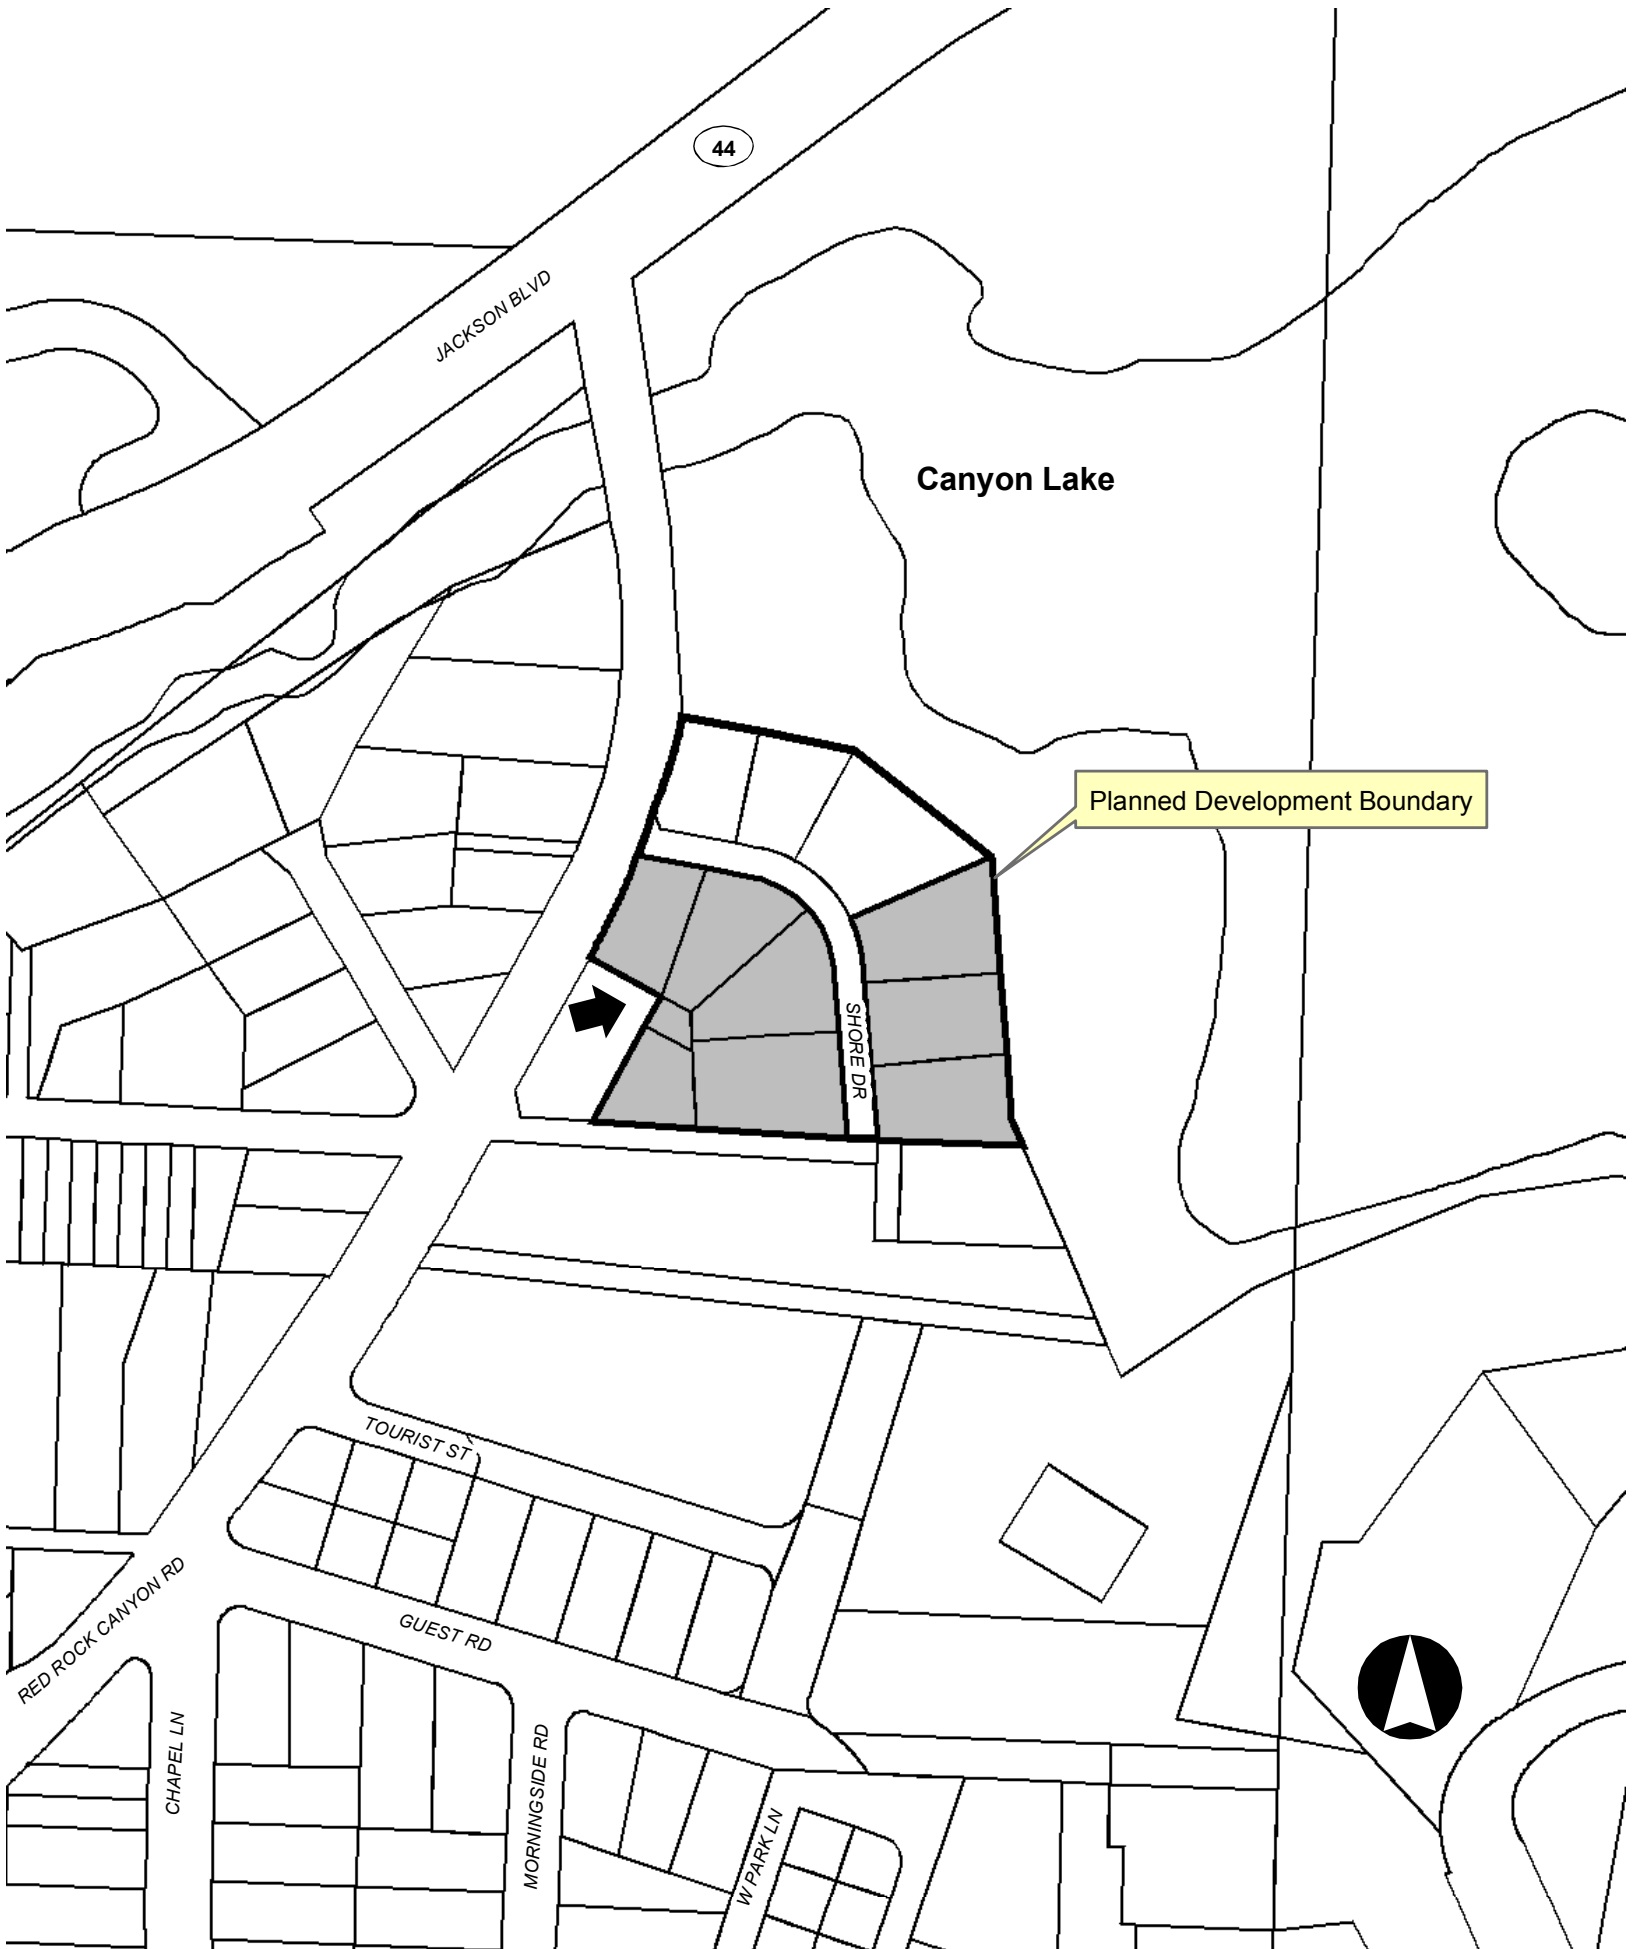 44
JACKSON BLVD
Canyon Lake
Planned Development Boundary
SHORE DR
TOURIST ST
RED ROCK CANYON RD
GUEST RD
CHAPEL LN
MORNINGSIDE RD
W PARK LN